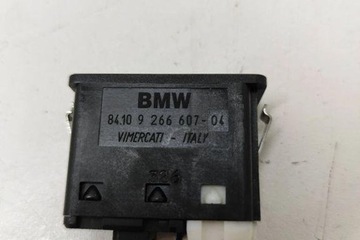 BMW
84.10 9 266 607-04
VIMERCATI - ITALY